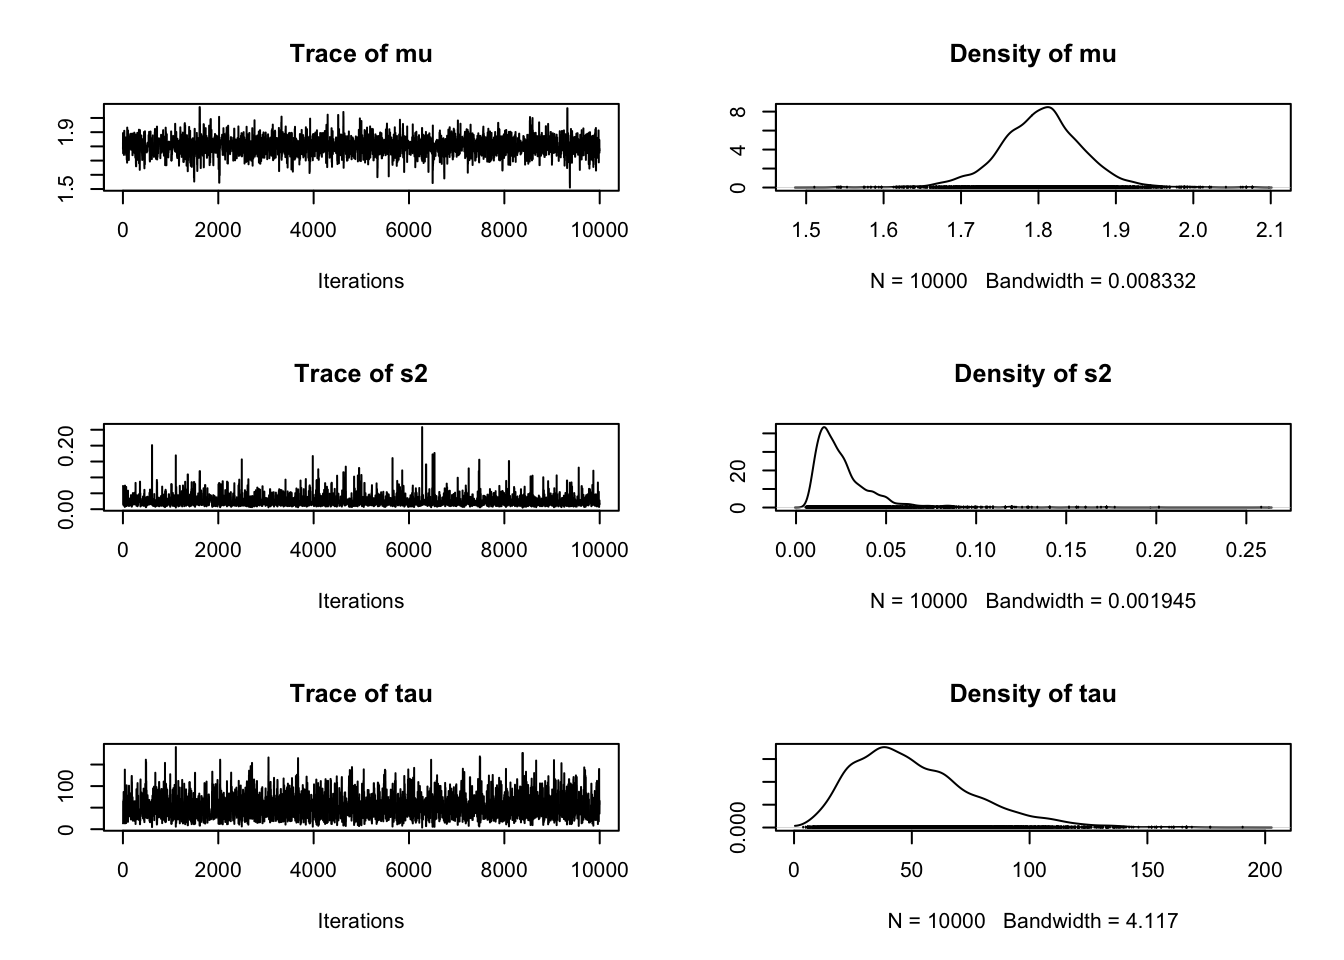 Trace of mu
1.9
1.5
0 2000 4000 6000 8000 10000
Iterations
Density of mu
8
4
0
1.5 1.6 1.7 1.8 1.9 2.0 2.1
N = 10000 Bandwidth = 0.008332
Trace of s2
0.20
0.00
0 2000 4000 6000 8000 10000
Iterations
Density of s2
20
0
0.00 0.05 0.10 0.15 0.20 0.25
N = 10000 Bandwidth = 0.001945
Trace of tau
100
0
0 2000 4000 6000 8000 10000
Iterations
Density of tau
0.000
0 50 100 150 200
N = 10000 Bandwidth = 4.117